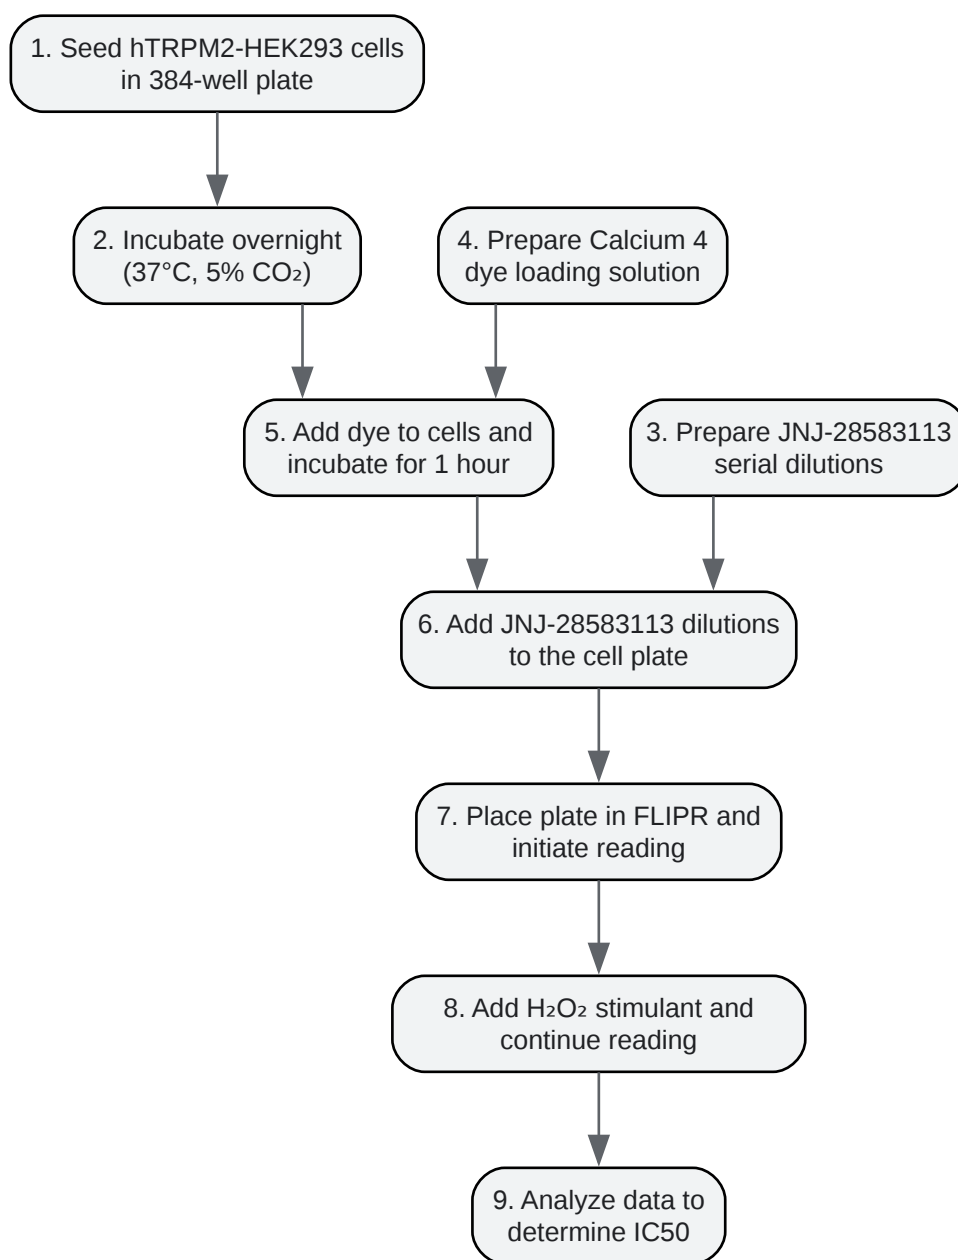 1. Seed hTRPM2-HEK293 cells
in 384-well plate
2. Incubate overnight
(37°C, 5% CO₂)
4. Prepare Calcium 4
dye loading solution
5. Add dye to cells and
incubate for 1 hour
3. Prepare JNJ-28583113
serial dilutions
6. Add JNJ-28583113 dilutions
to the cell plate
7. Place plate in FLIPR and
initiate reading
8. Add H₂O₂ stimulant and
continue reading
9. Analyze data to
determine IC50